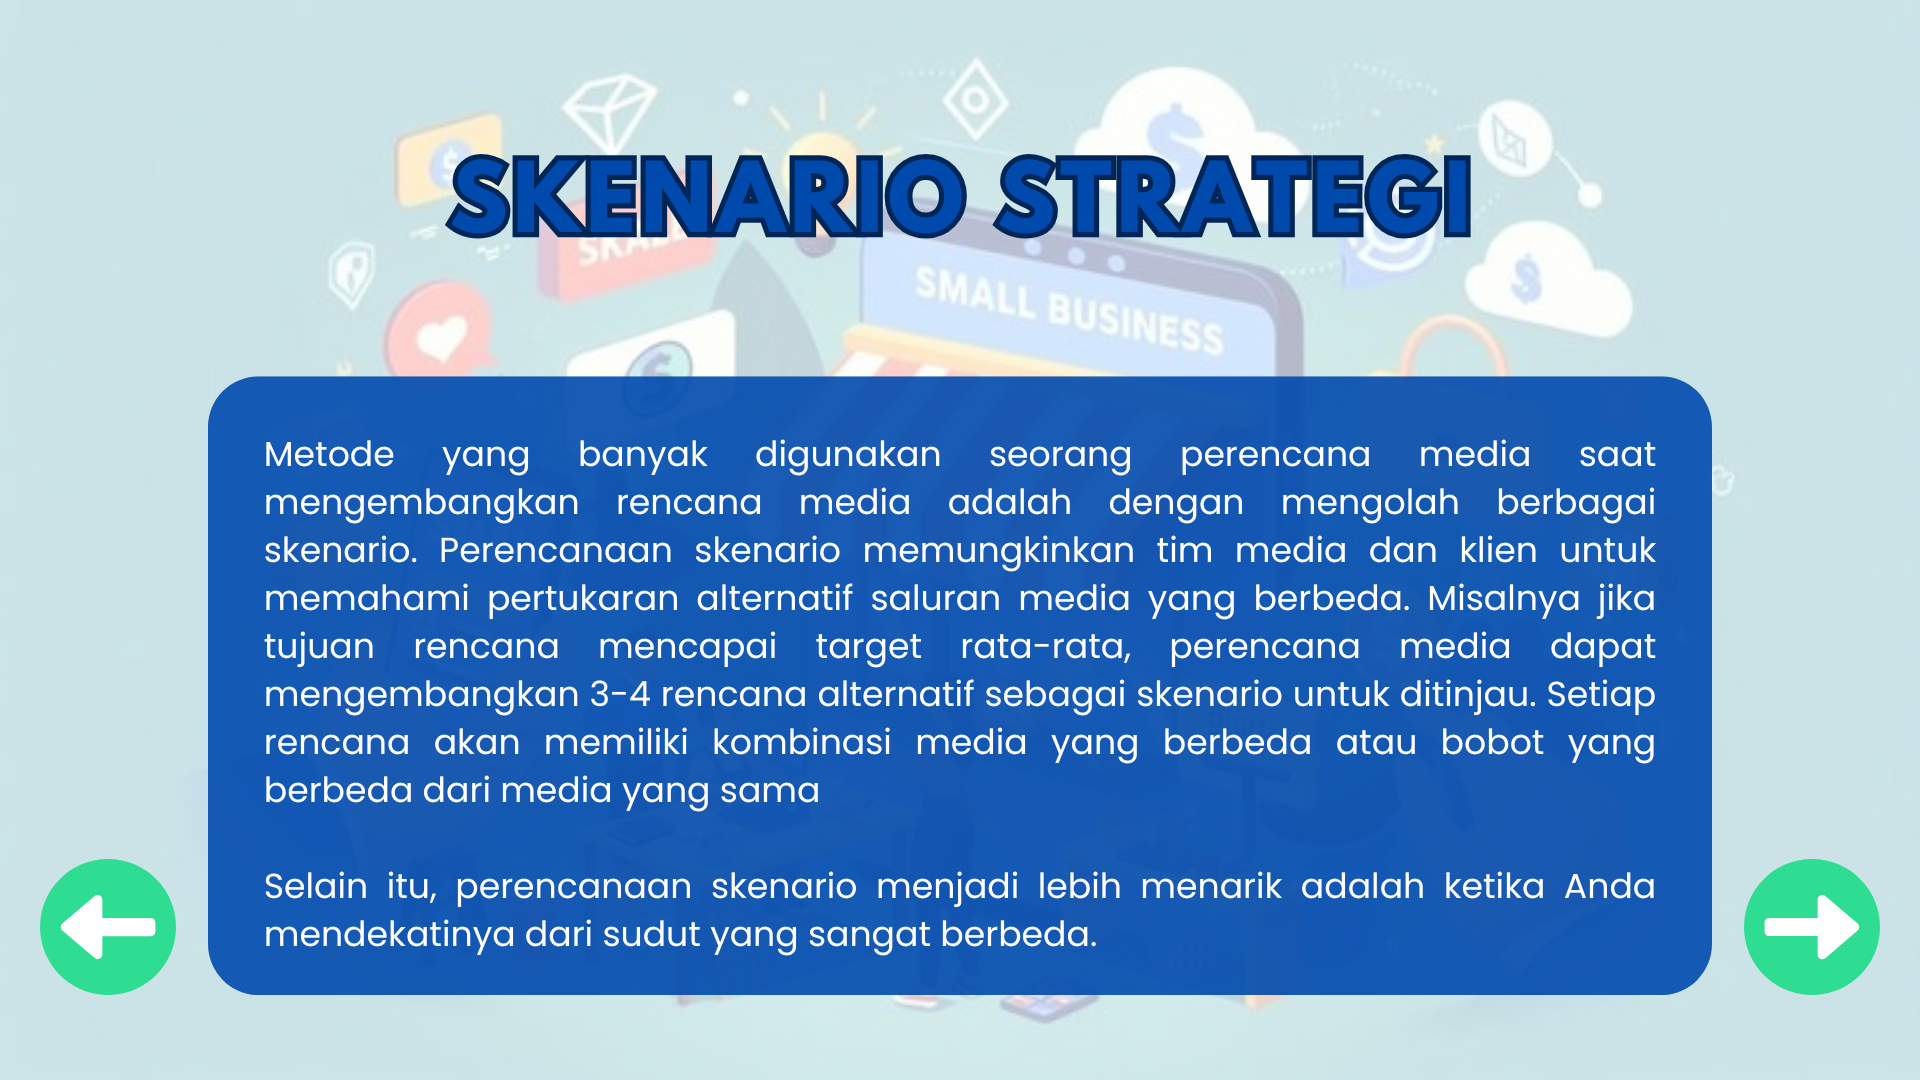 SKENARIO STRATEGI
SMALL BUSINESS
Metode yang banyak digunakan seorang perencana media saat
mengembangkan rencana media adalah dengan mengolah berbagai
skenario. Perencanaan skenario memungkinkan tim media dan klien untuk
memahami pertukaran alternatif saluran media yang berbeda. Misalnya jika
tujuan rencana mencapai target rata-rata, perencana media dapat
mengembangkan 3-4 rencana alternatif sebagai skenario untuk ditinjau. Setiap
rencana akan memiliki kombinasi media yang berbeda atau bobot yang
berbeda dari media yang sama
Selain itu, perencanaan skenario menjadi lebih menarik adalah ketika Anda
mendekatinya dari sudut yang sangat berbeda.